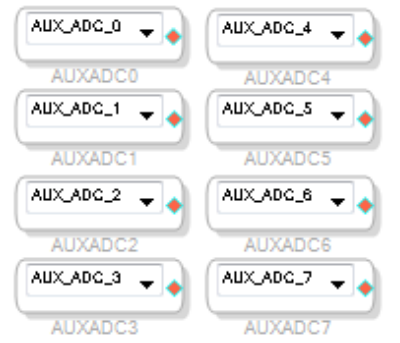 AUX_ADC_0
AUXADC0
AUX_ADC_1
AUXADC1
AUX_ADC_2
AUXADC2
AUX_ADC_3
AUXADC3
AUX_ADC_4
AUXADC4
AUX_ADC_5
AUXADC5
AUX_ADC_6
AUXADC6
AUX_ADC_7
AUXADC7